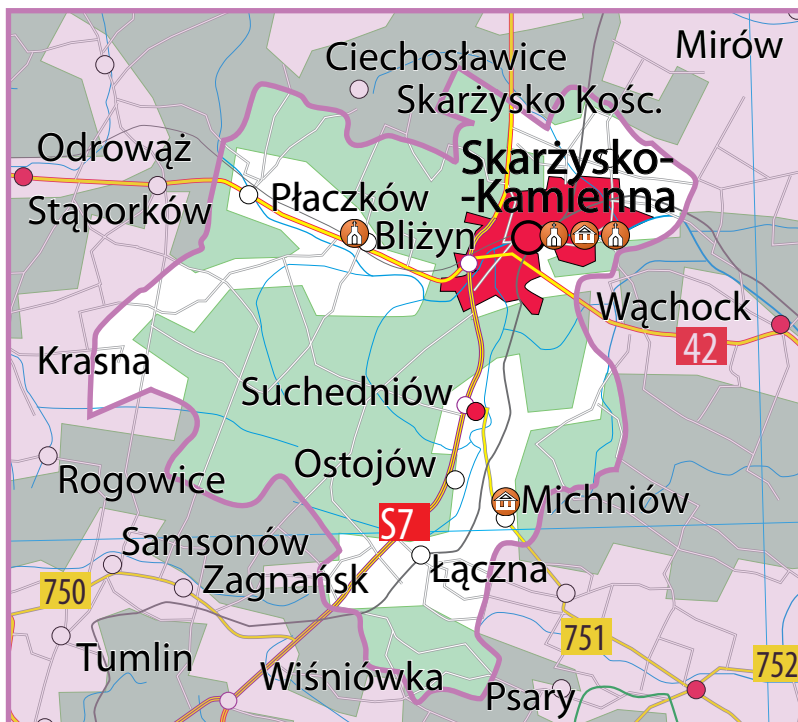 Mirów
Ciechosławice
Skarżysko Kośc.
Odrowąż
Skarżysko-
-Kamienna
Stąporków
Płaczków
Bliżyn
Wąchock
42
Krasna
Suchedniów
Ostojów
Rogowice
Michniów
S7
Samsonów
Łączna
Zagnańsk
750
751
Tumlin
752
Wiśniówka
Psary